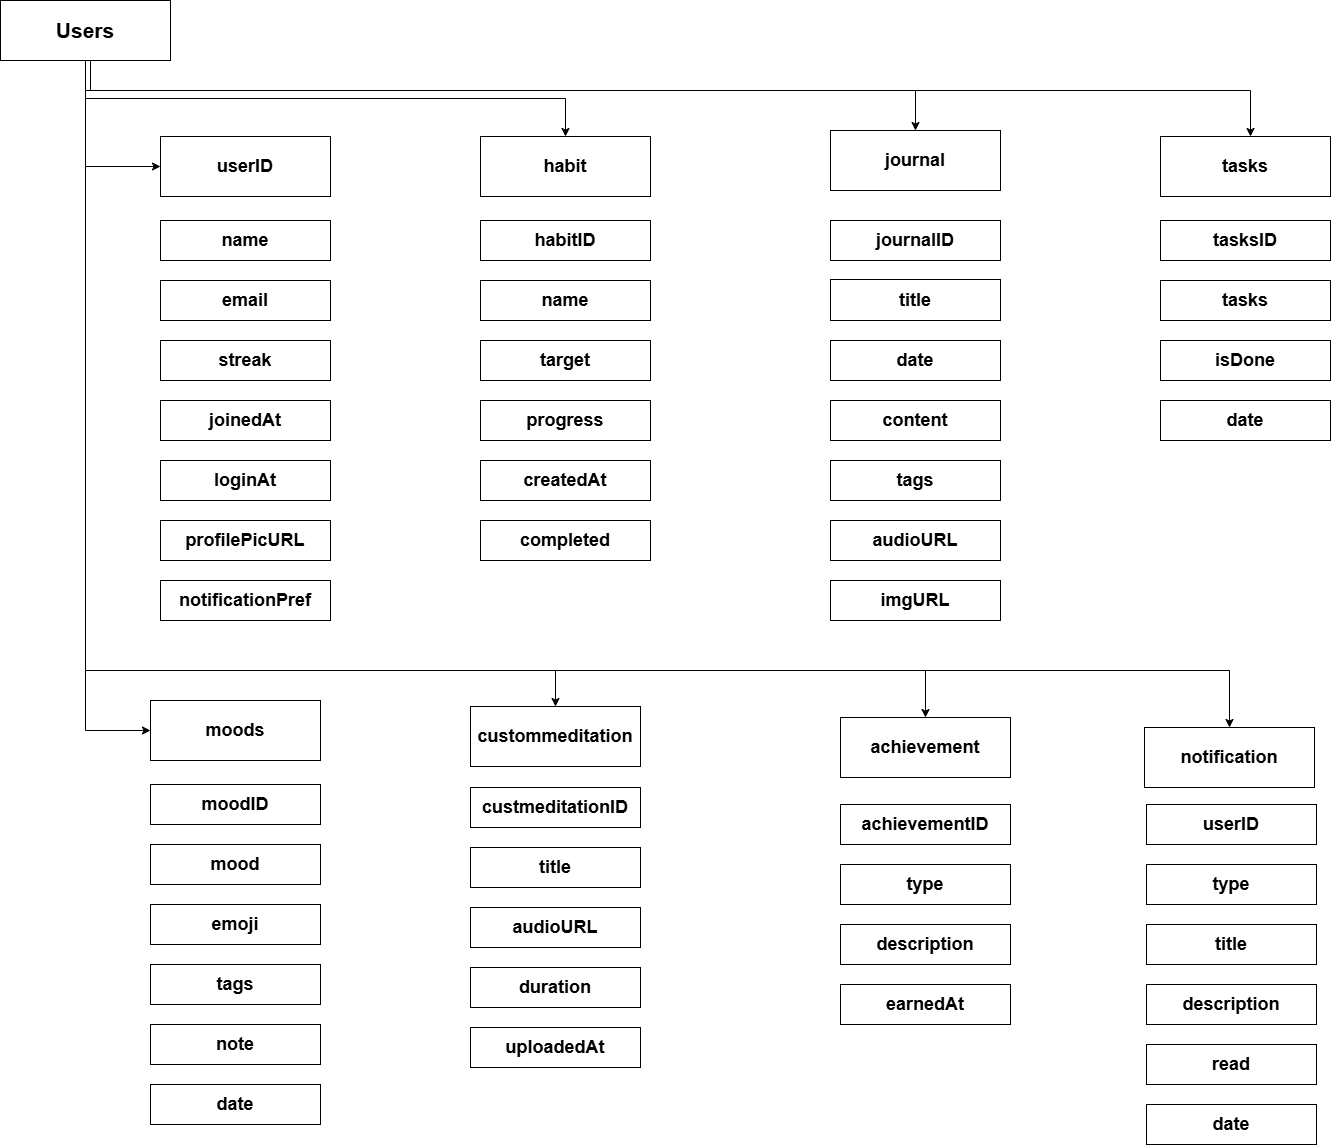 Users
userID
name
email
streak
joinedAt
loginAt
profilePicURL
notificationPref
habit
habitID
name
target
progress
createdAt
completed
journal
journalID
title
date
content
tags
audioURL
imgURL
tasks
tasksID
tasks
isDone
date
moods
moodID
mood
emoji
tags
note
date
custommeditation
custmeditationID
title
audioURL
duration
uploadedAt
achievement
achievementID
type
description
earnedAt
notification
userID
type
title
description
read
date